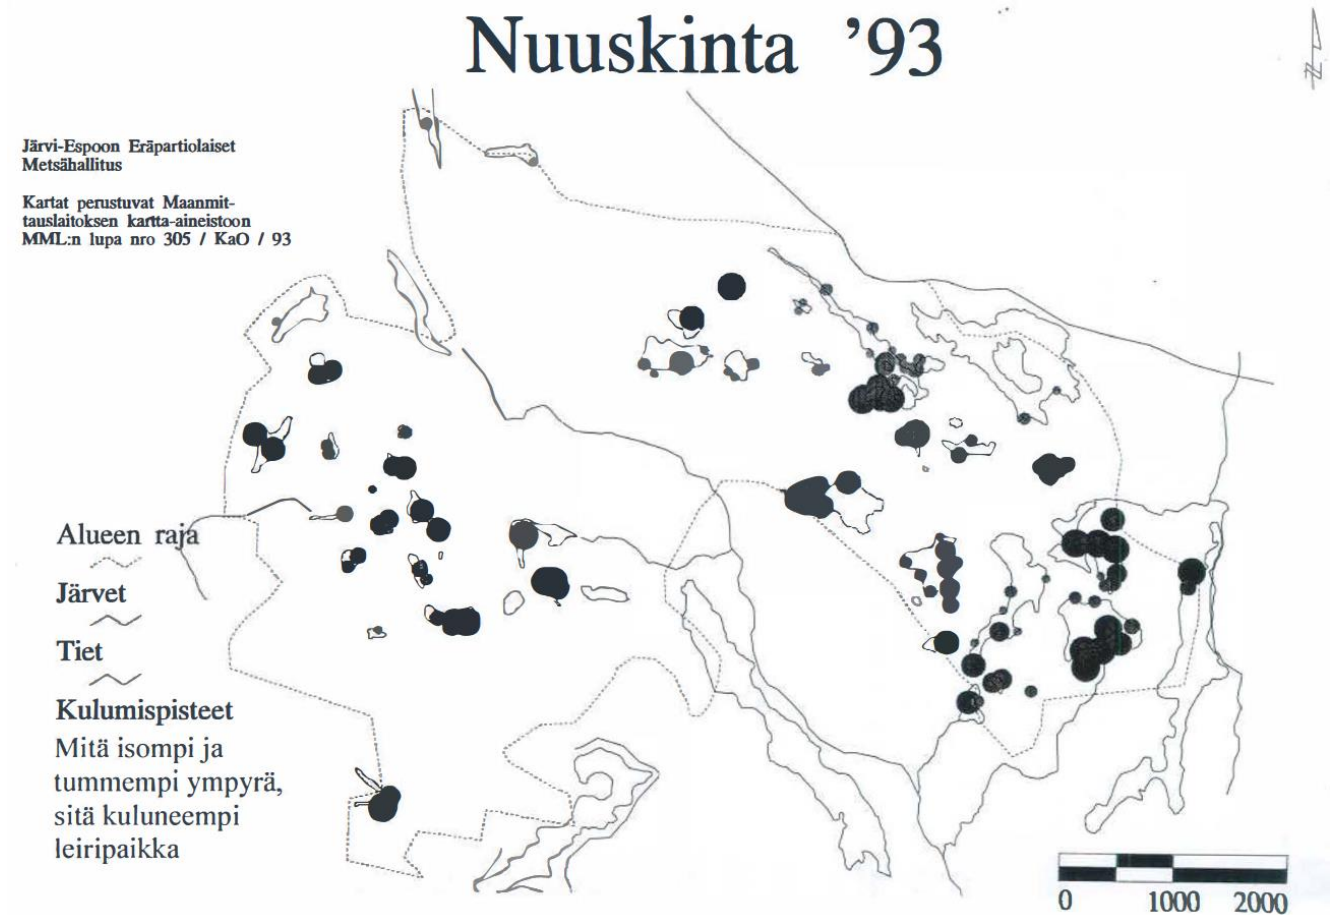 Nuuskinta ’93
Järvi-Espoon Eräpartiolaiset
Metsähallitus
Kartat perustuvat Maanmit-
tauslaitoksen kartta-aineistoon
MML:n lupa nro 305 / KaO / 93
Alueen raja
Järvet
Tiet
Kulumispisteet
Mitä isompi ja
tummempi ympyrä,
sitä kuluneempi
leiripaikka
0 1000 2000